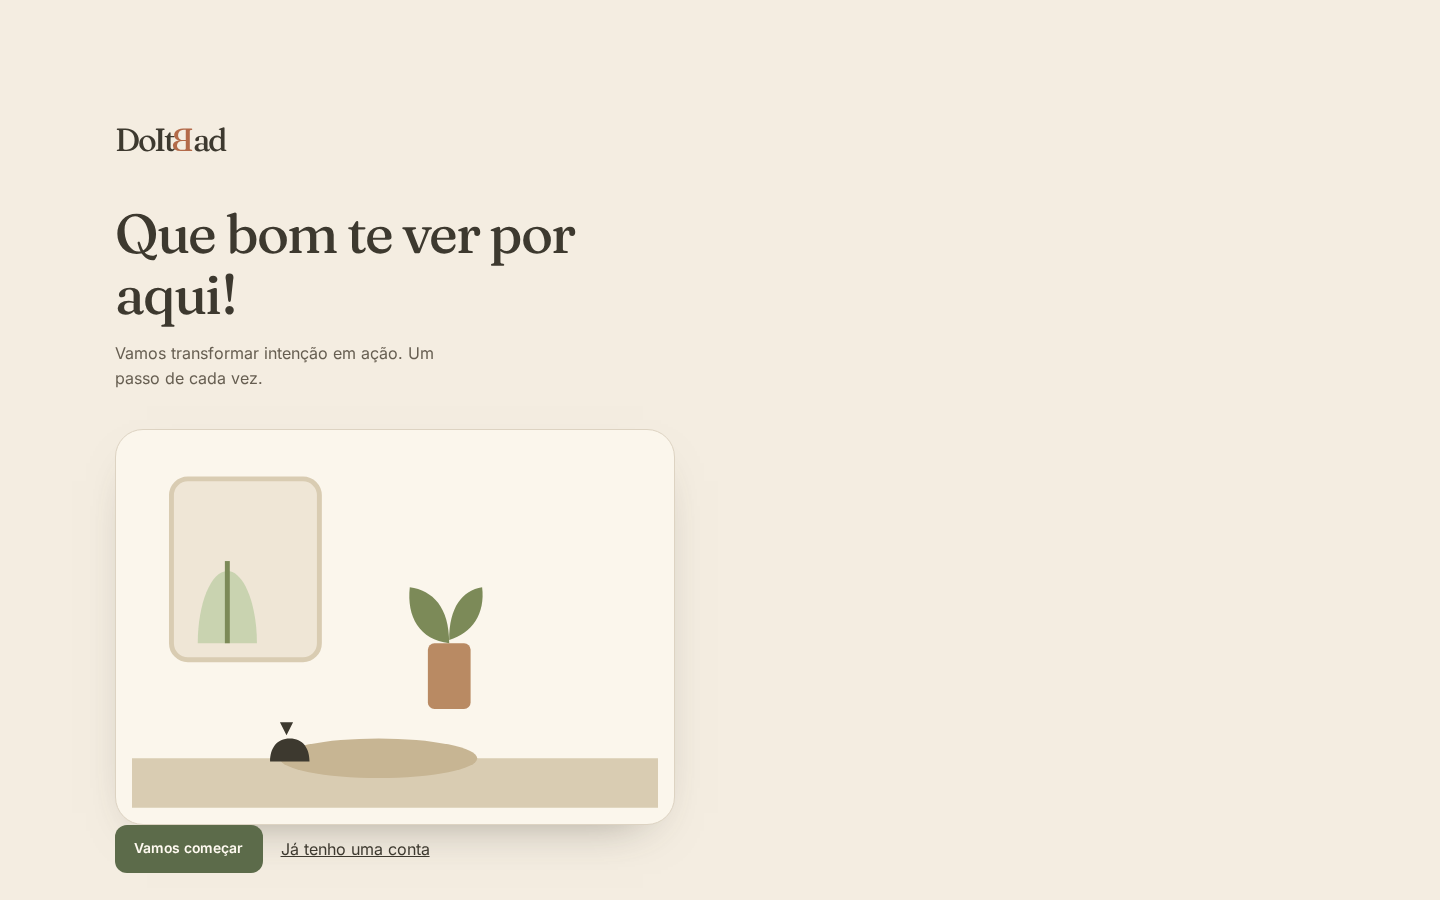 DoItBad
Que bom te ver por
aqui!
Vamos transformar intenção em ação. Um
passo de cada vez.
Vamos começar
Já tenho uma conta